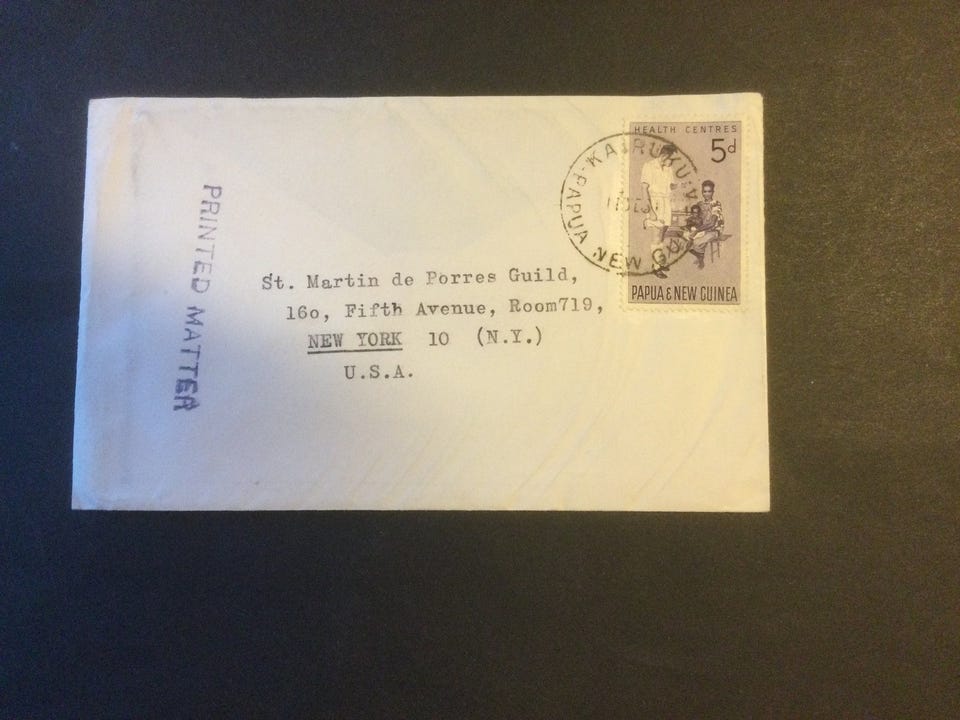 HEALTH CENTRES
5d
KAIRUKU
PAPUA NEW
PAPUA & NEW GUINEA
PRINTED MATTER
St. Martin de Porres Guild,
16o, Fifth Avenue, Room719,
NEW YORK 10 (N.Y.)
U.S.A.